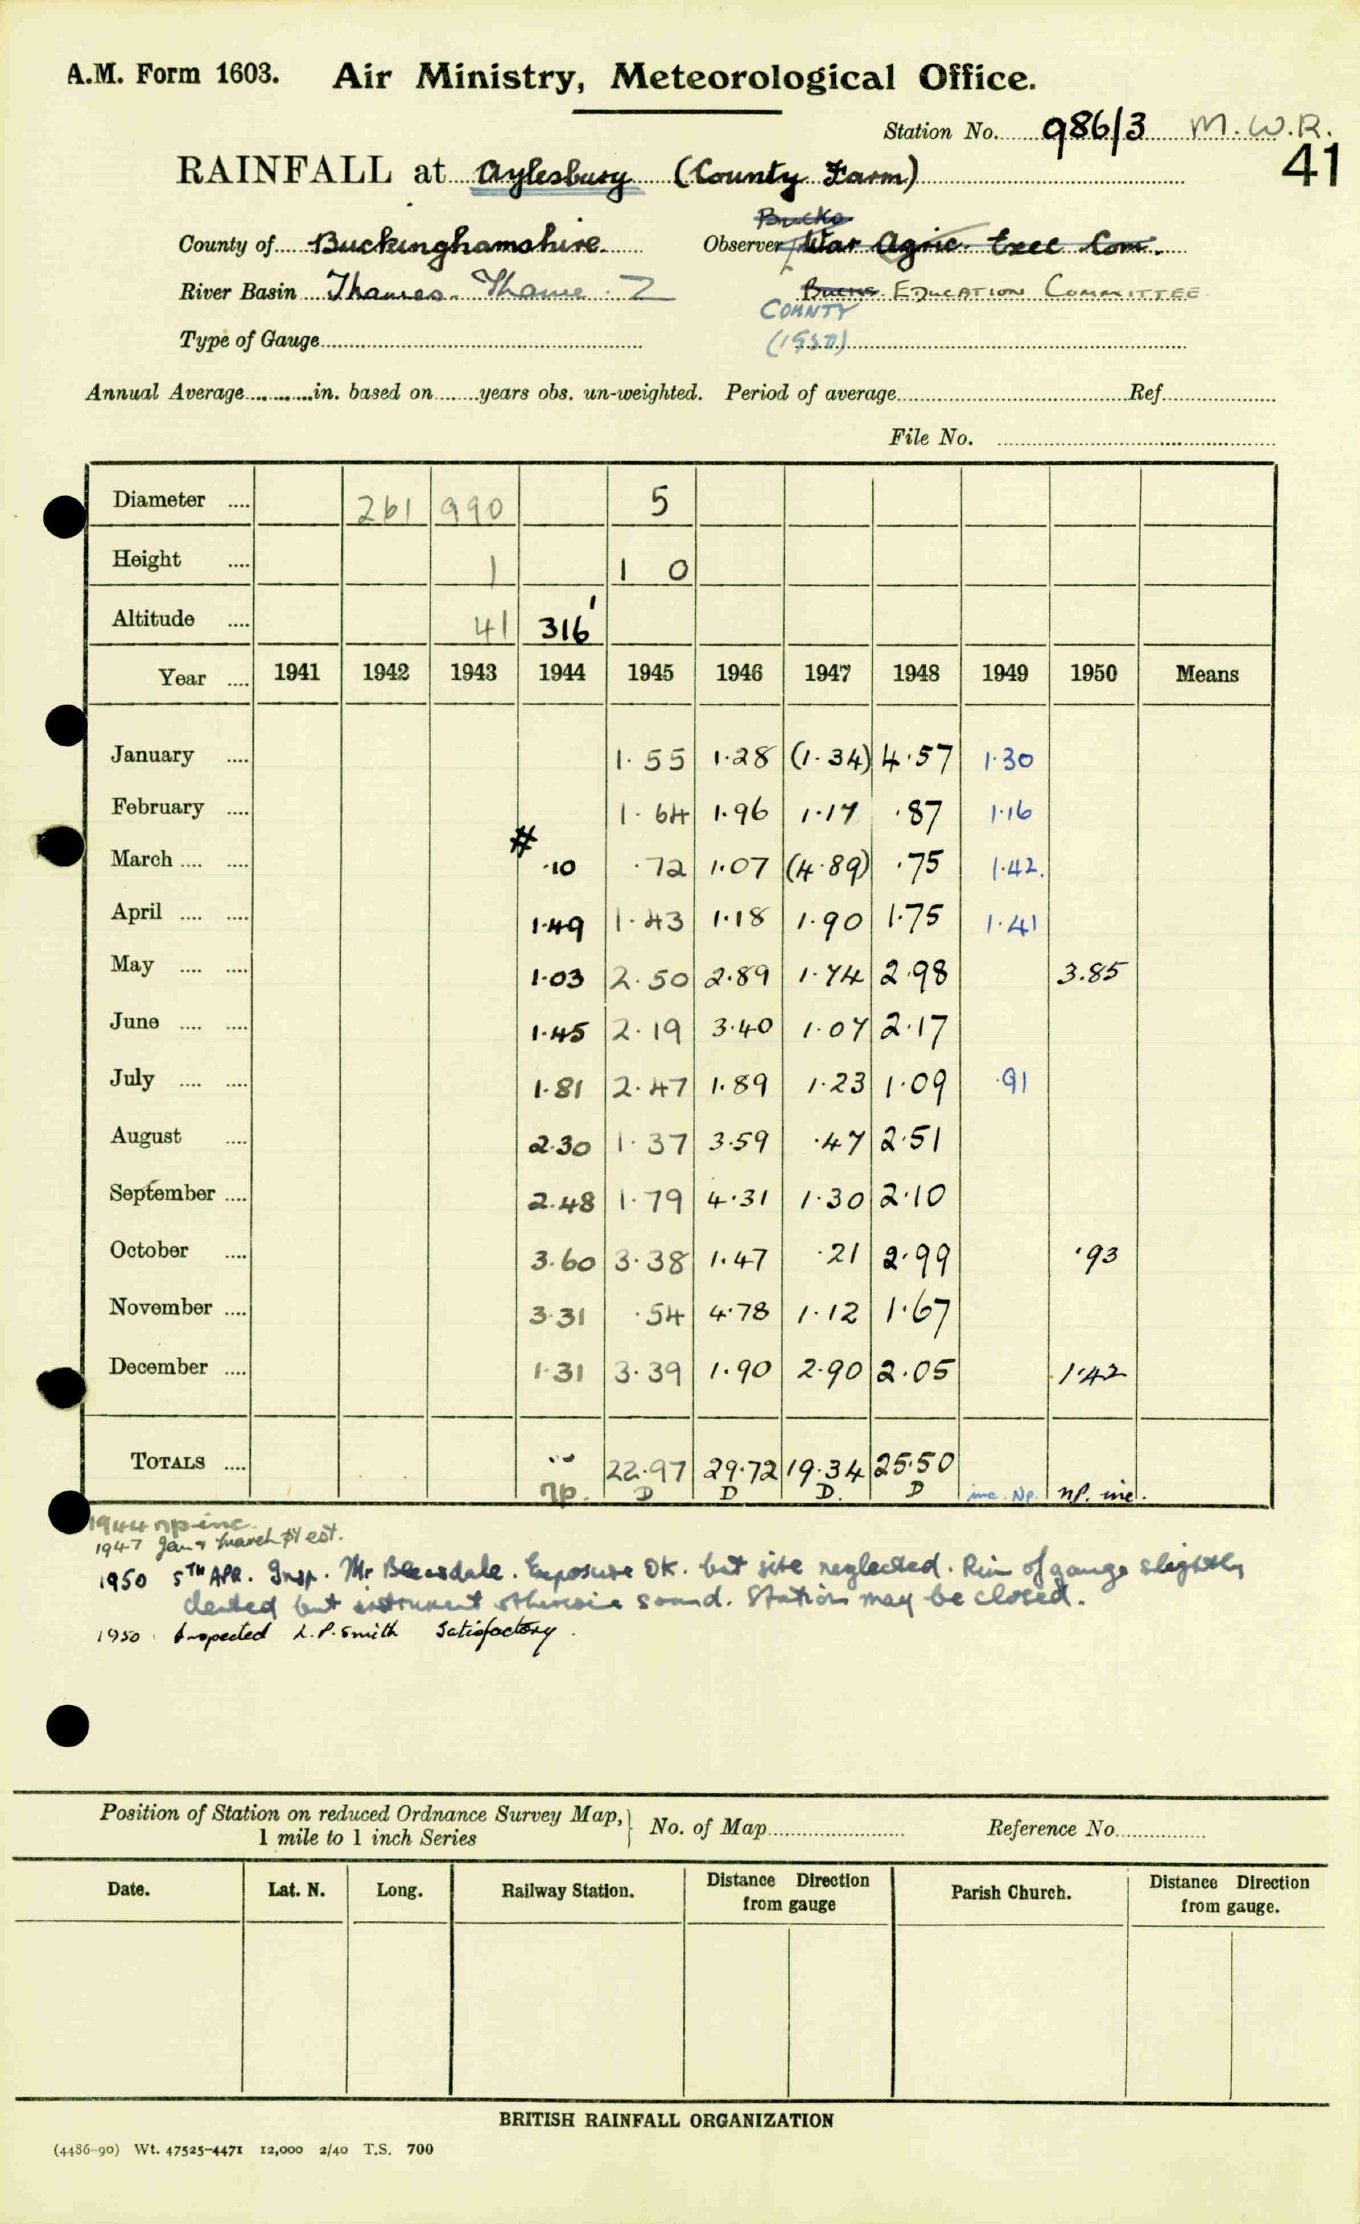 A.M. Form 1603. Air Ministry, Meteorological Office.
Station No. 986/3 M.W.R.
41
RAINFALL at Aylesbury (County Farm)
Bucks
County of Buckinghamshire Observer War Agric. Exec Com.
River Basin Thames. Thame. Z Bucks EDUCATION COMMITTEE
COUNTY
Type of Gauge
Annual Average in. based on years obs. un-weighted. Period of average Ref.
File No.
Diameter 261 990 5
Height 1 1 0
Altitude 41 316'
Year 1941 1942 1943 1944 1945 1946 1947 1948 1949 1950 Means
January 1.55 1.28 (1.34) 4.57 1.30
February 1.64 1.96 1.17 .87 1.16
March # .10 .72 1.07 (4.89) .75 1.42.
April 1.49 1.43 1.18 1.90 1.75 1.41
May 1.03 2.50 2.89 1.74 2.98 3.85
June 1.45 2.19 3.40 1.07 2.17
July 1.81 2.47 1.89 1.23 1.09 .91
August 2.30 1.37 3.59 .47 2.51
September 2.48 1.79 4.31 1.30 2.10
October 3.60 3.38 1.47 .21 2.99 .93
November 3.31 .54 4.78 1.12 1.67
December 1.31 3.39 1.90 2.90 2.05 1.42
TOTALS .. 22.97 29.72 19.34 25.50
np. D D D. D inc. Np. np. inc.
1944 np inc.
1947 Jan & March pt est.
1950 5TH APR. Insp. Mr Bleasdale. Exposure OK. but site neglected. Rim of gauge slightly
dented but instrument otherwise sound. Station may be closed.
1950 Inspected L.P. Smith Satisfactory.
Position of Station on reduced Ordnance Survey Map,
1 mile to 1 inch Series
No. of Map Reference No.
Date. Lat. N. Long. Railway Station. Distance Direction from gauge Parish Church. Distance Direction from gauge.
BRITISH RAINFALL ORGANIZATION
(4486-90) Wt. 47525-4471 12,000 2/40 T.S. 700